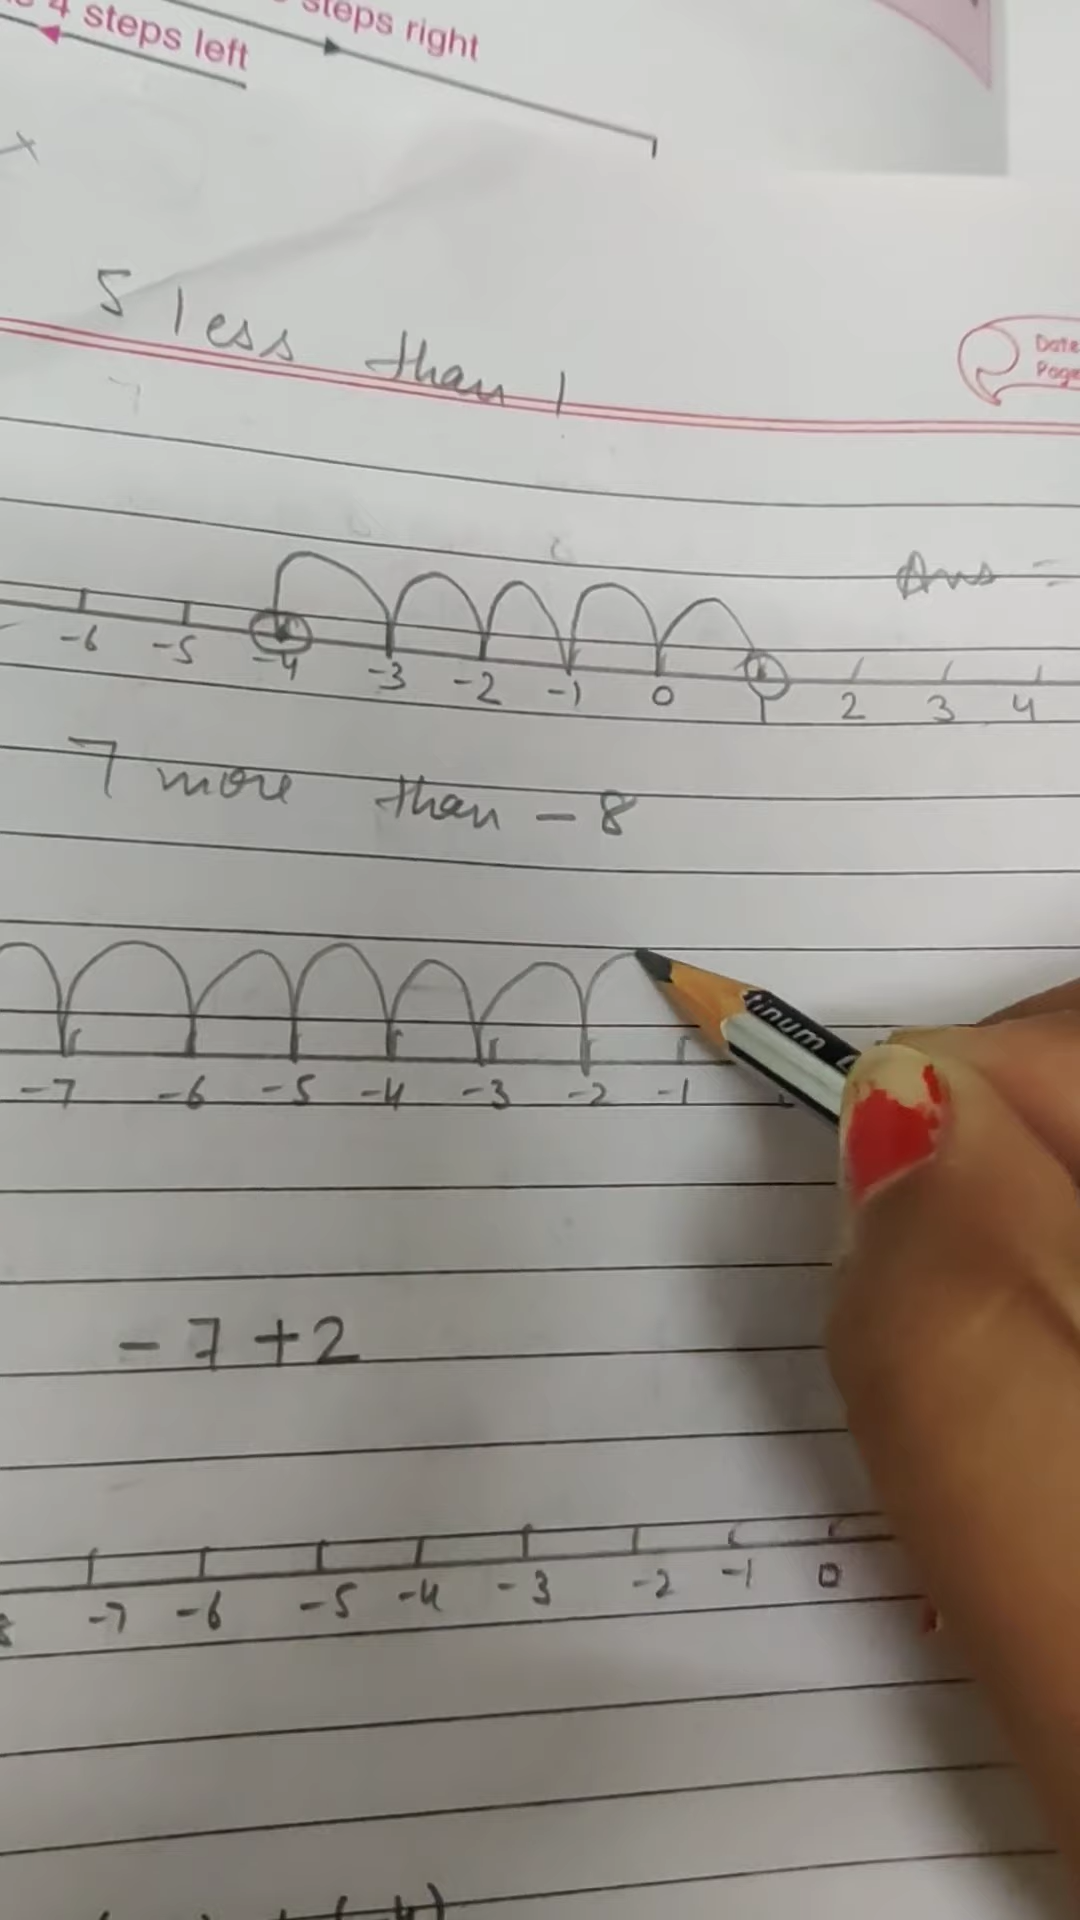 4 steps left
steps right
5 less than 1
Date
Page
Ans =
-6 -5 -4 -3 -2 -1 0 1 2 3 4
7 more than -8
-7 -6 -5 -4 -3 -2 -1
tinum
-7+2
-7 -6 -5 -4 -3 -2 -1 0